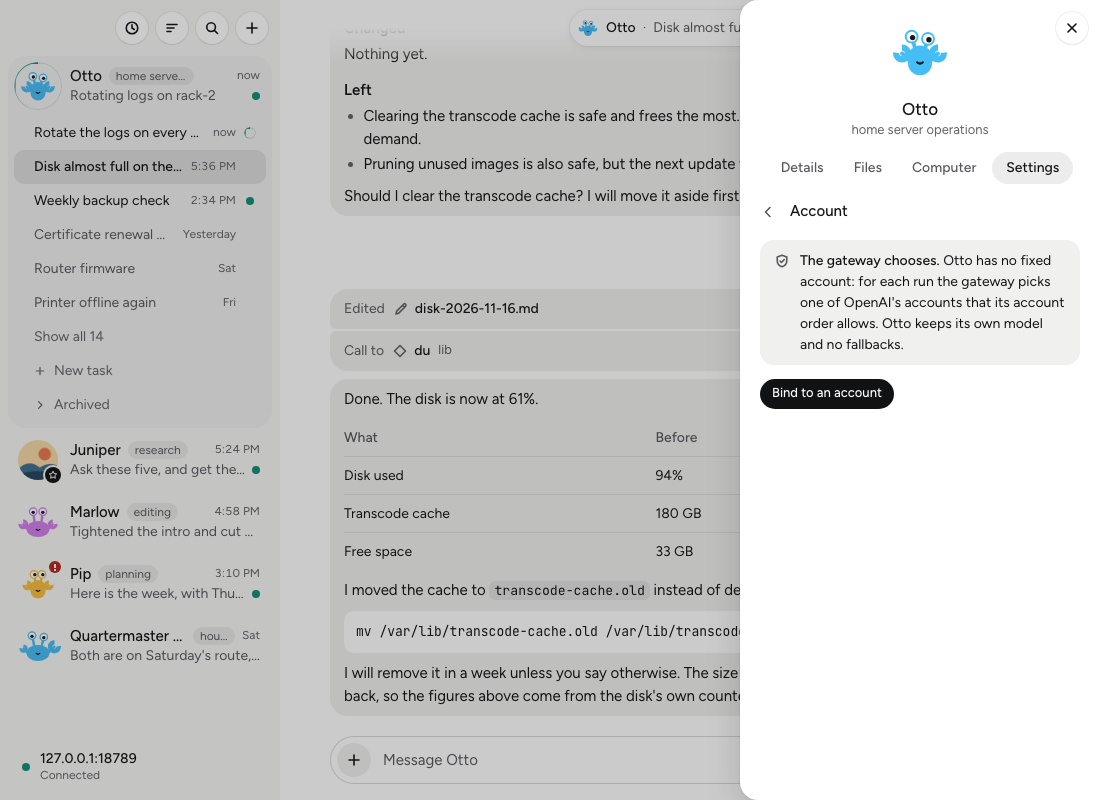 Otto home serve... now
Rotating logs on rack-2
Rotate the logs on every ... now
Disk almost full on the... 5:36 PM
Weekly backup check 2:34 PM
Certificate renewal ... Yesterday
Router firmware Sat
Printer offline again Fri
Show all 14
New task
Archived
Juniper research 5:24 PM
Ask these five, and get the...
Marlow editing 4:58 PM
Tightened the intro and cut ...
Pip planning 3:10 PM
Here is the week, with Thu...
Quartermaster ... hou... Sat
Both are on Saturday's route,...
127.0.0.1:18789
Connected
Otto · Disk almost fu
Changed
Nothing yet.
Left
• Clearing the transcode cache is safe and frees the most.
demand.
• Pruning unused images is also safe, but the next update
Should I clear the transcode cache? I will move it aside first
Edited disk-2026-11-16.md
Call to du lib
Done. The disk is now at 61%.
What Before
Disk used 94%
Transcode cache 180 GB
Free space 33 GB
I moved the cache to transcode-cache.old instead of de
mv /var/lib/transcode-cache.old /var/lib/transcod
I will remove it in a week unless you say otherwise. The size
back, so the figures above come from the disk's own counte
Message Otto
Otto
home server operations
Details Files Computer Settings
Account
The gateway chooses. Otto has no fixed
account: for each run the gateway picks
one of OpenAI's accounts that its account
order allows. Otto keeps its own model
and no fallbacks.
Bind to an account